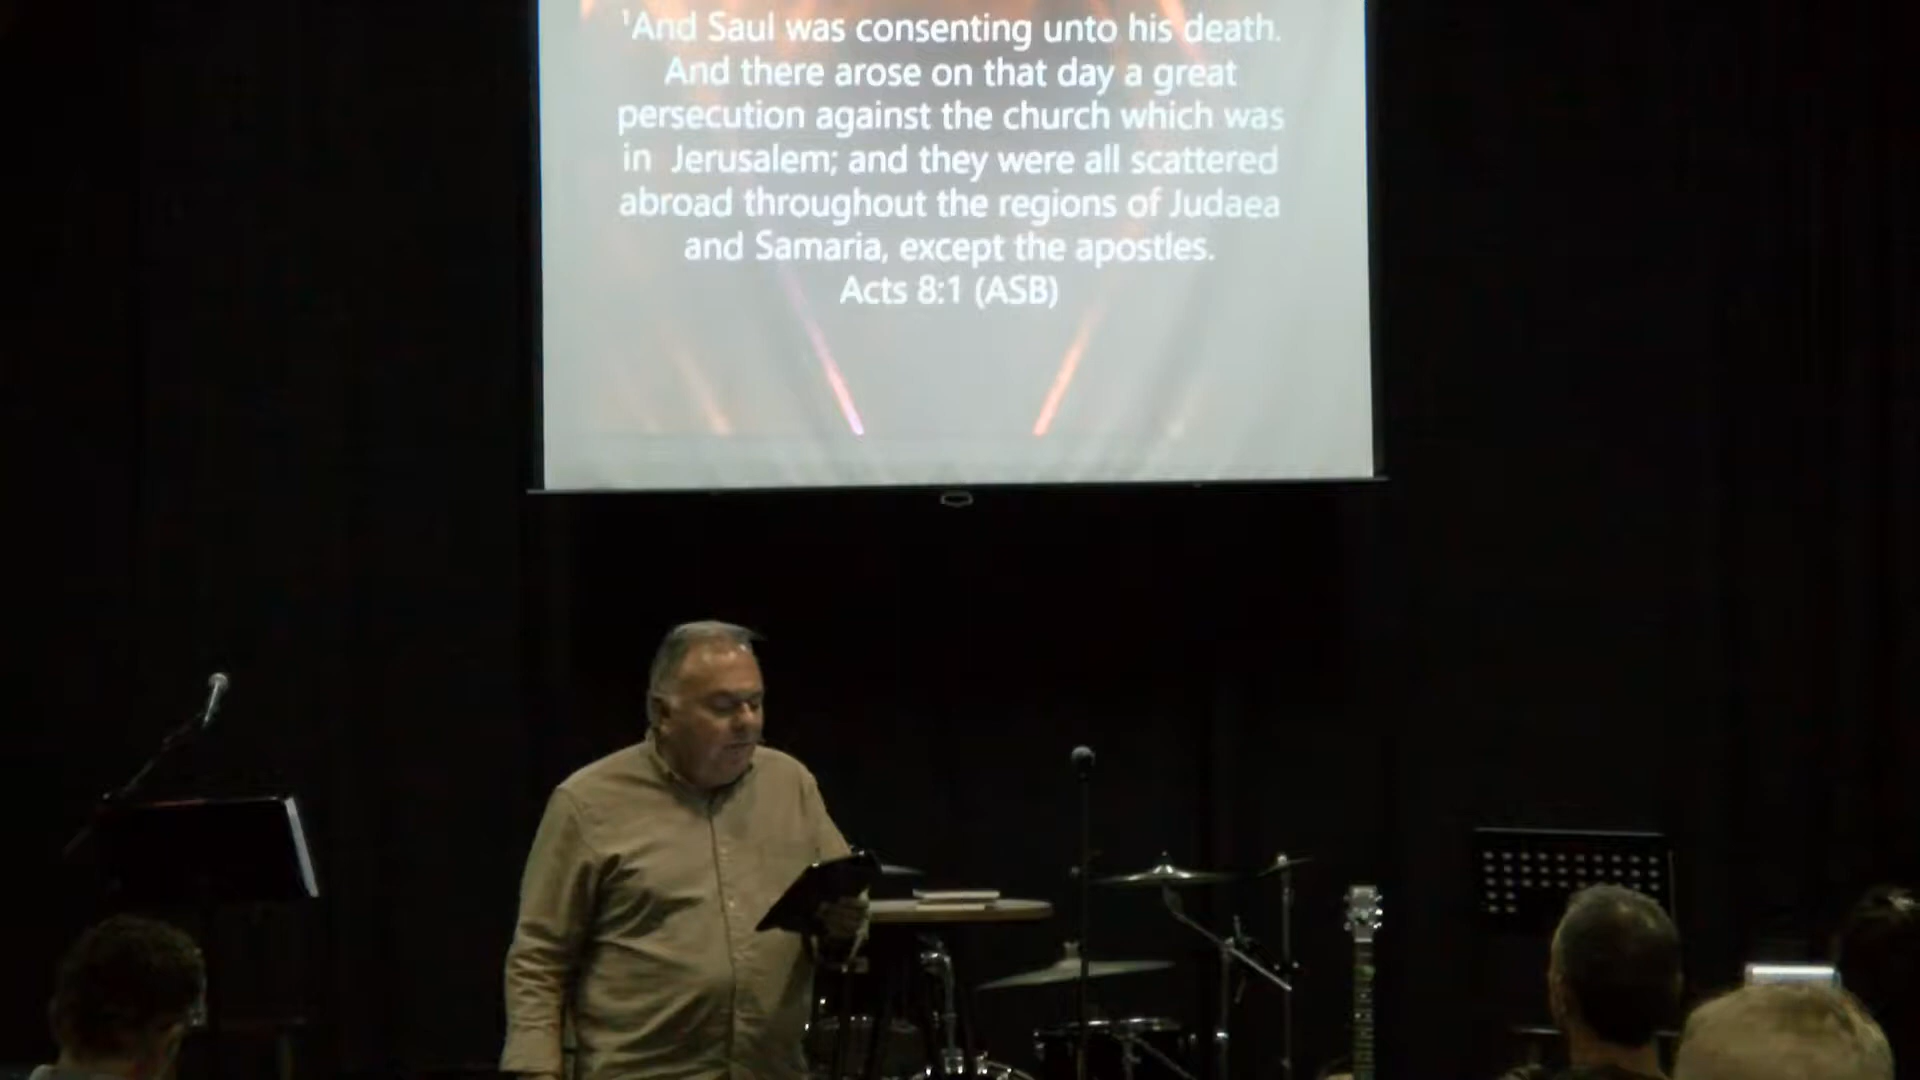 ¹And Saul was consenting unto his death.
And there arose on that day a great
persecution against the church which was
in Jerusalem; and they were all scattered
abroad throughout the regions of Judaea
and Samaria, except the apostles.
Acts 8:1 (ASB)